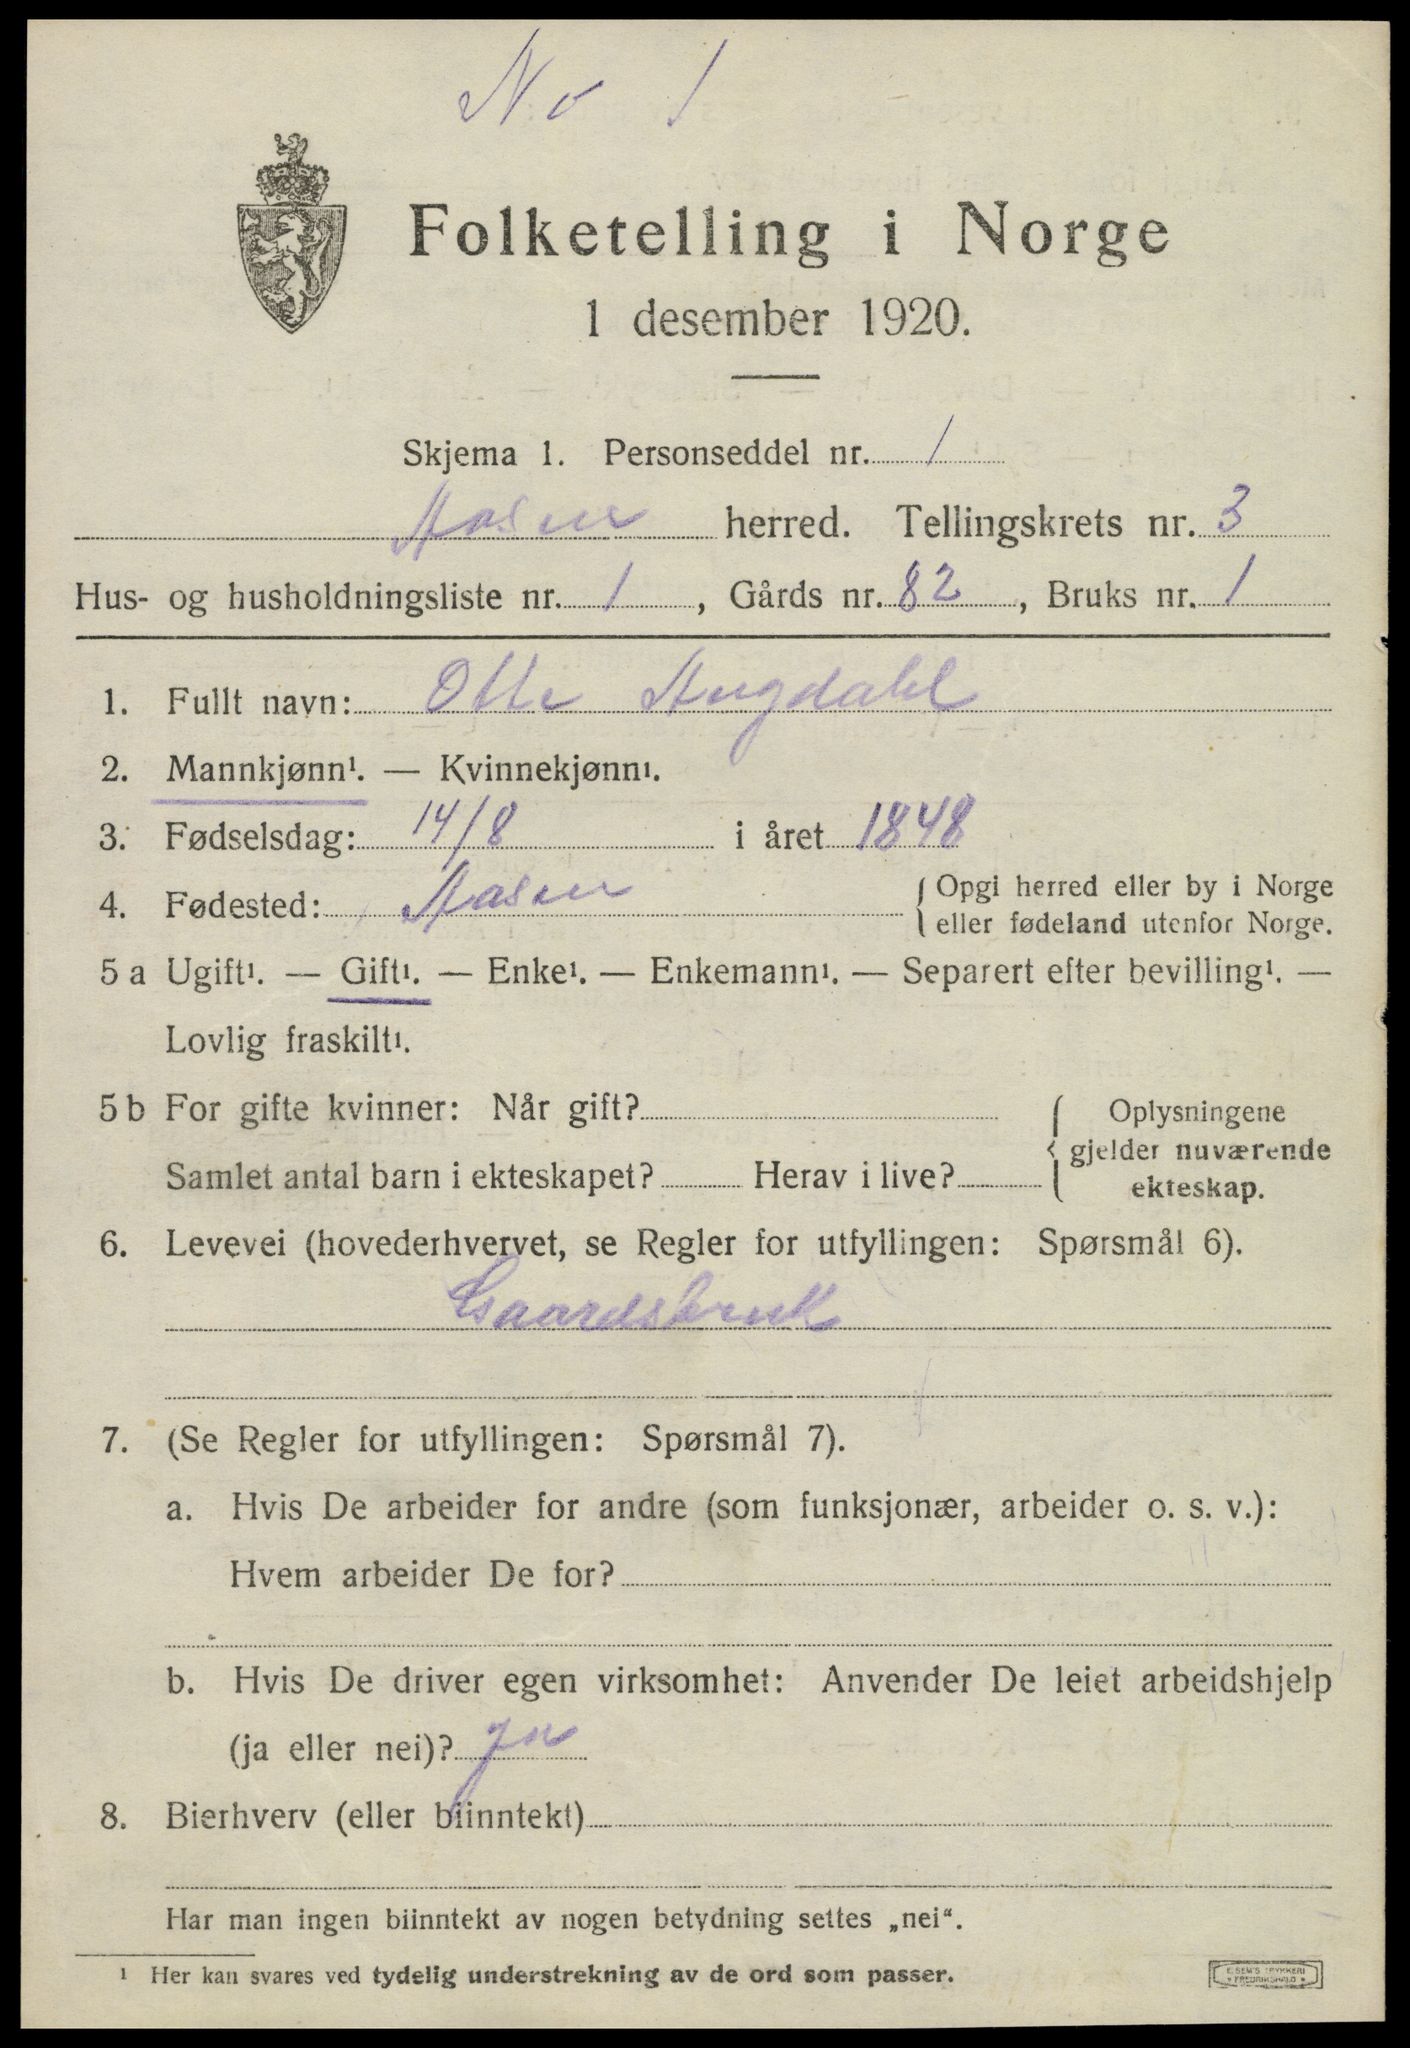 No 1
Folketelling i Norge
1 desember 1920.
Skjema 1. Personseddel nr. 1
Aasen herred. Tellingskrets nr. 3
Hus- og husholdningsliste nr. 1, Gårds nr. 82, Bruks nr. 1
1. Fullt navn: Otte Augdahl
2. Mannkjønn¹. — Kvinnekjønn¹.
3. Fødselsdag: 14/8 i året 1848
4. Fødested: Aasen { Opgi herred eller by i Norge
eller fødeland utenfor Norge.
5 a Ugift¹. — Gift¹. — Enke¹. — Enkemann¹. — Separert efter bevilling¹. —
Lovlig fraskilt¹.
5 b For gifte kvinner: Når gift? { Oplysningene
gjelder nuværende
Samlet antal barn i ekteskapet? Herav i live? ekteskap.
6. Levevei (hovederhvervet, se Regler for utfyllingen: Spørsmål 6).
Gaardsbruk
7. (Se Regler for utfyllingen: Spørsmål 7).
a. Hvis De arbeider for andre (som funksjonær, arbeider o. s. v.):
Hvem arbeider De for?
b. Hvis De driver egen virksomhet: Anvender De leiet arbeidshjelp
(ja eller nei)? ja
8. Bierhverv (eller biinntekt)
Har man ingen biinntekt av nogen betydning settes „nei“.
¹ Her kan svares ved tydelig understrekning av de ord som passer.
FREDRIKSHALD